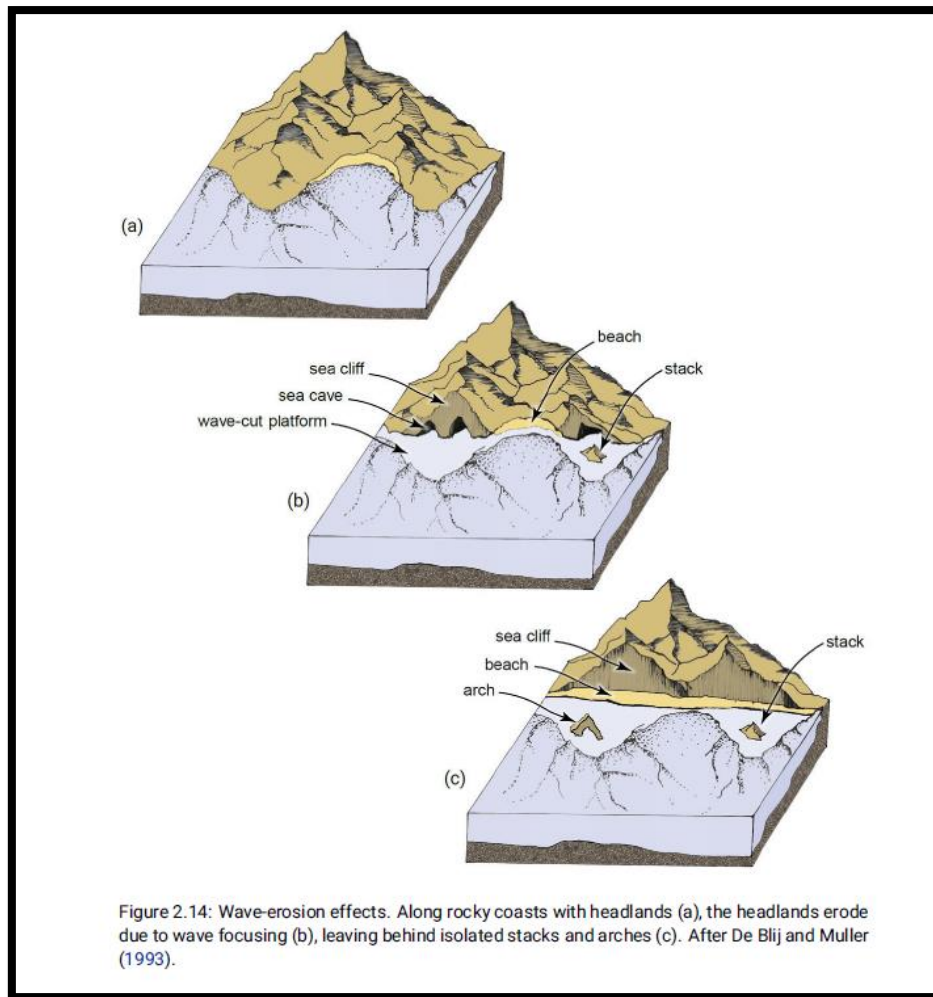 (a)
beach
sea cliff
stack
sea cave
wave-cut platform
(b)
sea cliff
stack
beach
arch
(c)
Figure 2.14: Wave-erosion effects. Along rocky coasts with headlands (a), the headlands erode
due to wave focusing (b), leaving behind isolated stacks and arches (c). After De Blij and Muller
(1993).